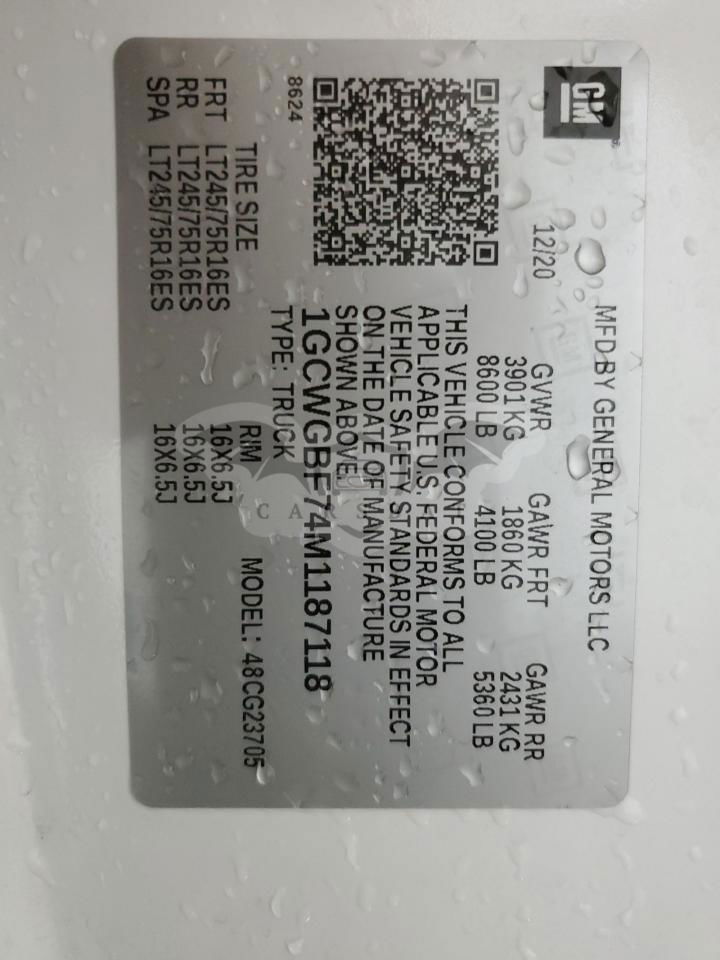 GM
MFD BY GENERAL MOTORS LLC
12/20
GVWR GAWR FRT GAWR RR
3901 KG 1860 KG 2431 KG
8600 LB 4100 LB 5360 LB
THIS VEHICLE CONFORMS TO ALL
APPLICABLE U.S. FEDERAL MOTOR
VEHICLE SAFETY STANDARDS IN EFFECT
ON THE DATE OF MANUFACTURE
SHOWN ABOVE.
1GCWGBF74M1187118
8624
TYPE: TRUCK
TIRE SIZE RIM MODEL: 48CG23705
FRT LT245/75R16ES 16X6.5J
RR LT245/75R16ES 16X6.5J
SPA LT245/75R16ES 16X6.5J